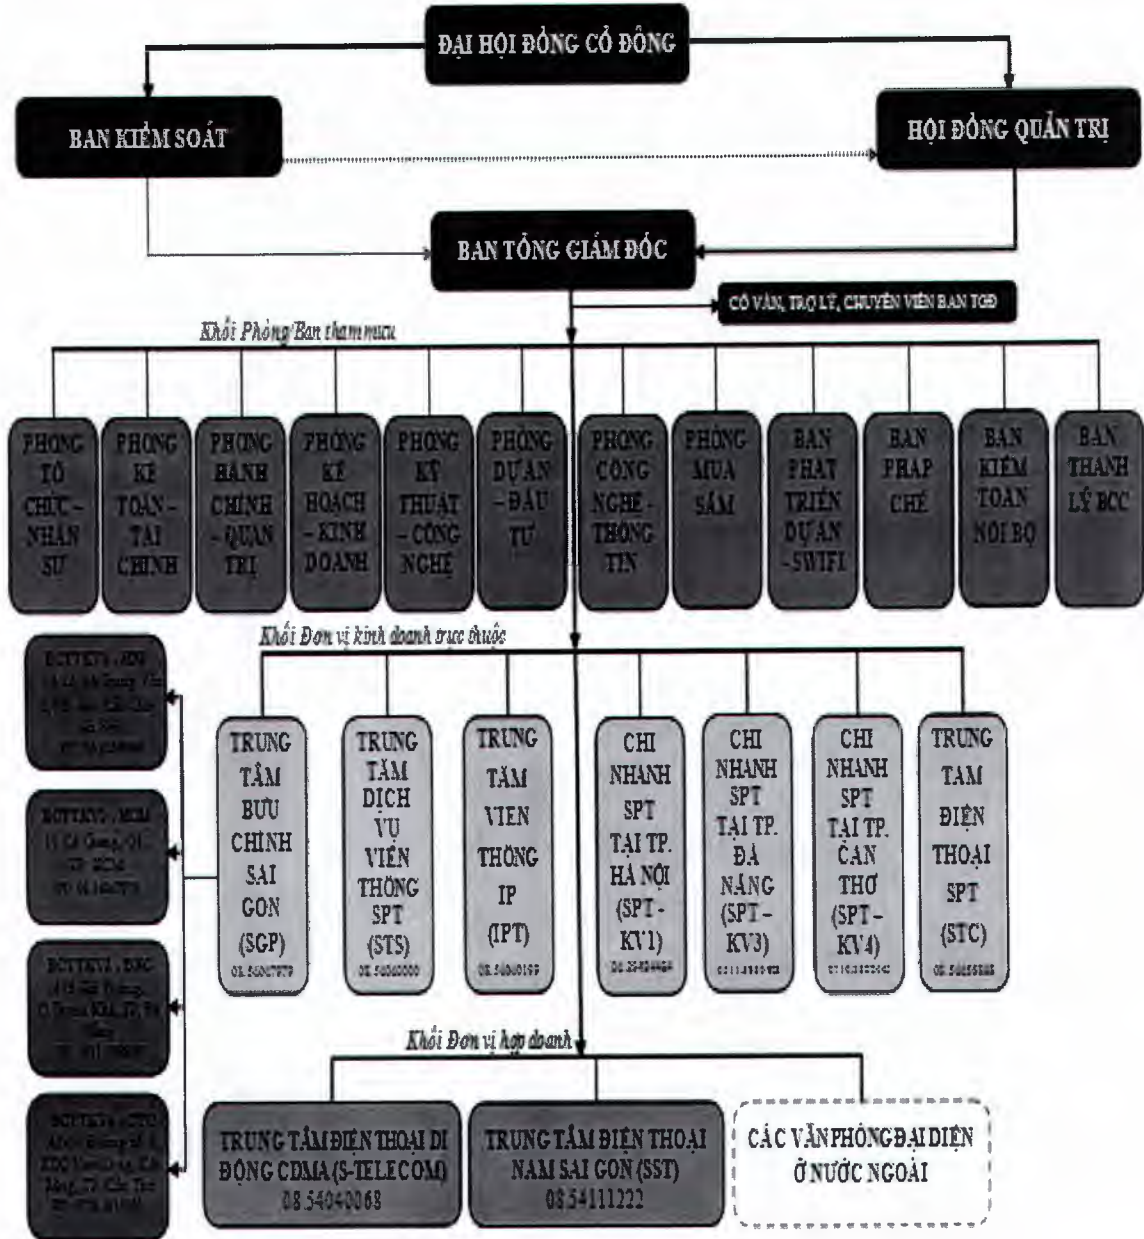 ĐẠI HỘI ĐỒNG CỔ ĐÔNG
BAN KIỂM SOÁT
HỘI ĐỒNG QUẢN TRỊ
BAN TỔNG GIÁM ĐỐC
CỐ VẤN, TRỢ LÝ, CHUYÊN VIÊN BAN TGĐ
Khối Phòng/Ban tham mưu
PHÒNG
TỔ
CHỨC –
NHÂN
SỰ
PHÒNG
KẾ
TOÁN –
TÀI
CHÍNH
PHÒNG
HÀNH
CHÍNH
– QUẢN
TRỊ
PHÒNG
KẾ
HOẠCH
– KINH
DOANH
PHÒNG
KỸ
THUẬT
– CÔNG
NGHỆ
PHÒNG
DỰ ÁN
– ĐẦU
TƯ
PHÒNG
CÔNG
NGHỆ -
THÔNG
TIN
PHÒNG
MUA
SẮM
BAN
PHÁT
TRIỂN
DỰ ÁN
– SWIFI
BAN
PHÁP
CHẾ
BAN
KIỂM
TOÁN
NỘI BỘ
BAN
THANH
LÝ BCC
Khối Đơn vị kinh doanh trực thuộc
TRUNG
TÂM
BƯU
CHÍNH
SÀI
GÒN
(SGP)
TRUNG
TÂM
DỊCH
VỤ
VIỄN
THÔNG
SPT
(STS)
08.54040000
TRUNG
TÂM
VIỄN
THÔNG
IP
(IPT)
08.54040199
CHI
NHÁNH
SPT
TẠI TP.
HÀ NỘI
(SPT -
KV1)
CHI
NHÁNH
SPT
TẠI TP.
ĐÀ
NẴNG
(SPT –
KV3)
CHI
NHÁNH
SPT
TẠI TP.
CẦN
THƠ
(SPT –
KV4)
TRUNG
TÂM
ĐIỆN
THOẠI
SPT
(STC)
Khối Đơn vị hợp doanh
TRUNG TÂM ĐIỆN THOẠI DI
ĐỘNG CDMA (S-TELECOM)
08.54040068
TRUNG TÂM ĐIỆN THOẠI
NAM SÀI GÒN (SST)
08.54111222
CÁC VĂN PHÒNG ĐẠI DIỆN
Ở NƯỚC NGOÀI